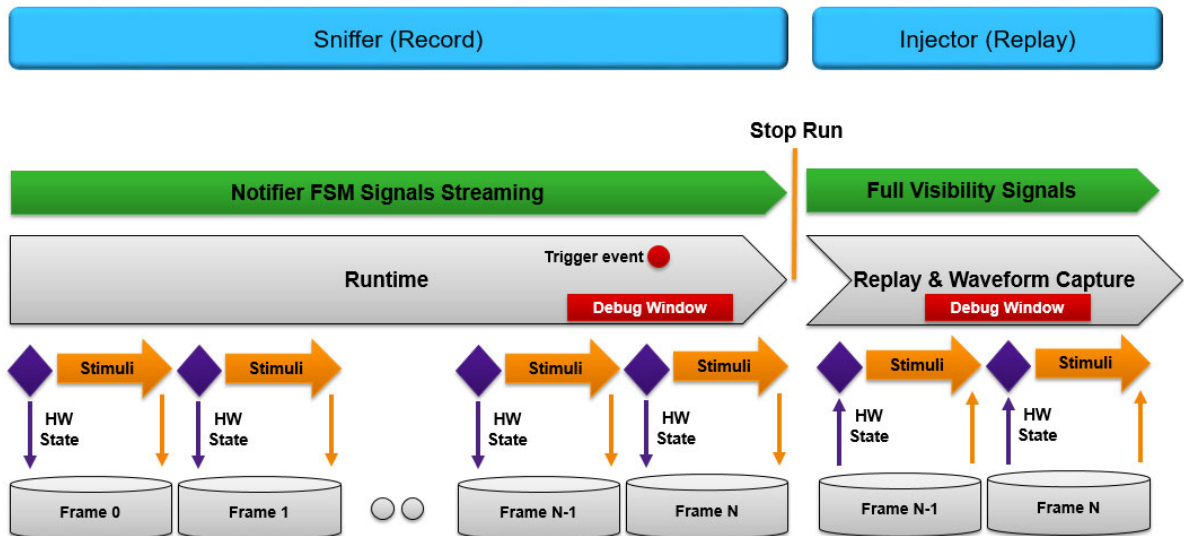 Sniffer (Record)
Injector (Replay)
Stop Run
Notifier FSM Signals Streaming
Full Visibility Signals
Trigger event
Runtime
Replay & Waveform Capture
Debug Window
Debug Window
Stimuli
Stimuli
Stimuli
Stimuli
Stimuli
Stimuli
HW
State
HW
State
HW
State
HW
State
HW
State
HW
State
Frame 0
Frame 1
Frame N-1
Frame N
Frame N-1
Frame N